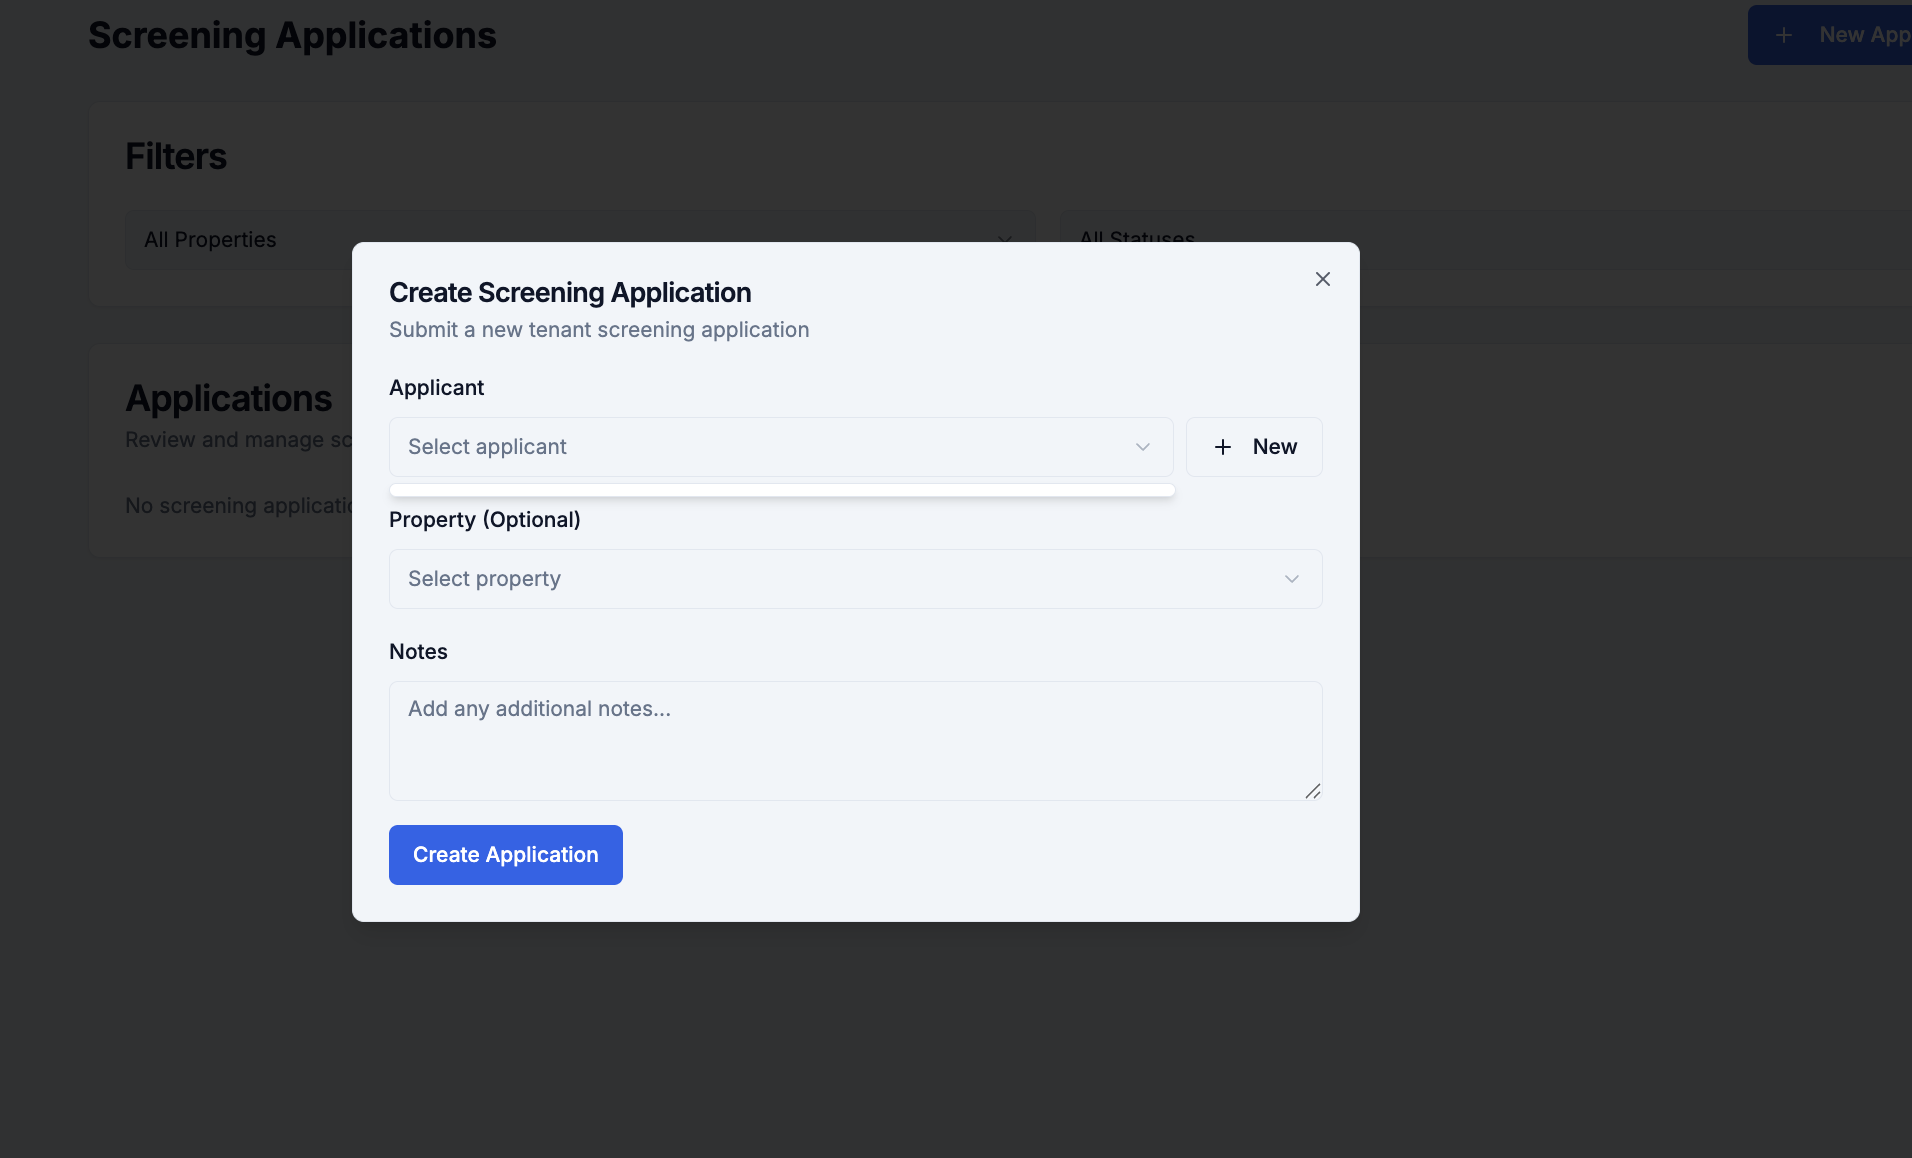 Screening Applications
New App
Filters
All Properties
All Statuses
Create Screening Application
Submit a new tenant screening application
Applicant
Select applicant
New
Property (Optional)
Select property
Notes
Add any additional notes...
Create Application
Applications
Review and manage sc
No screening applicatio